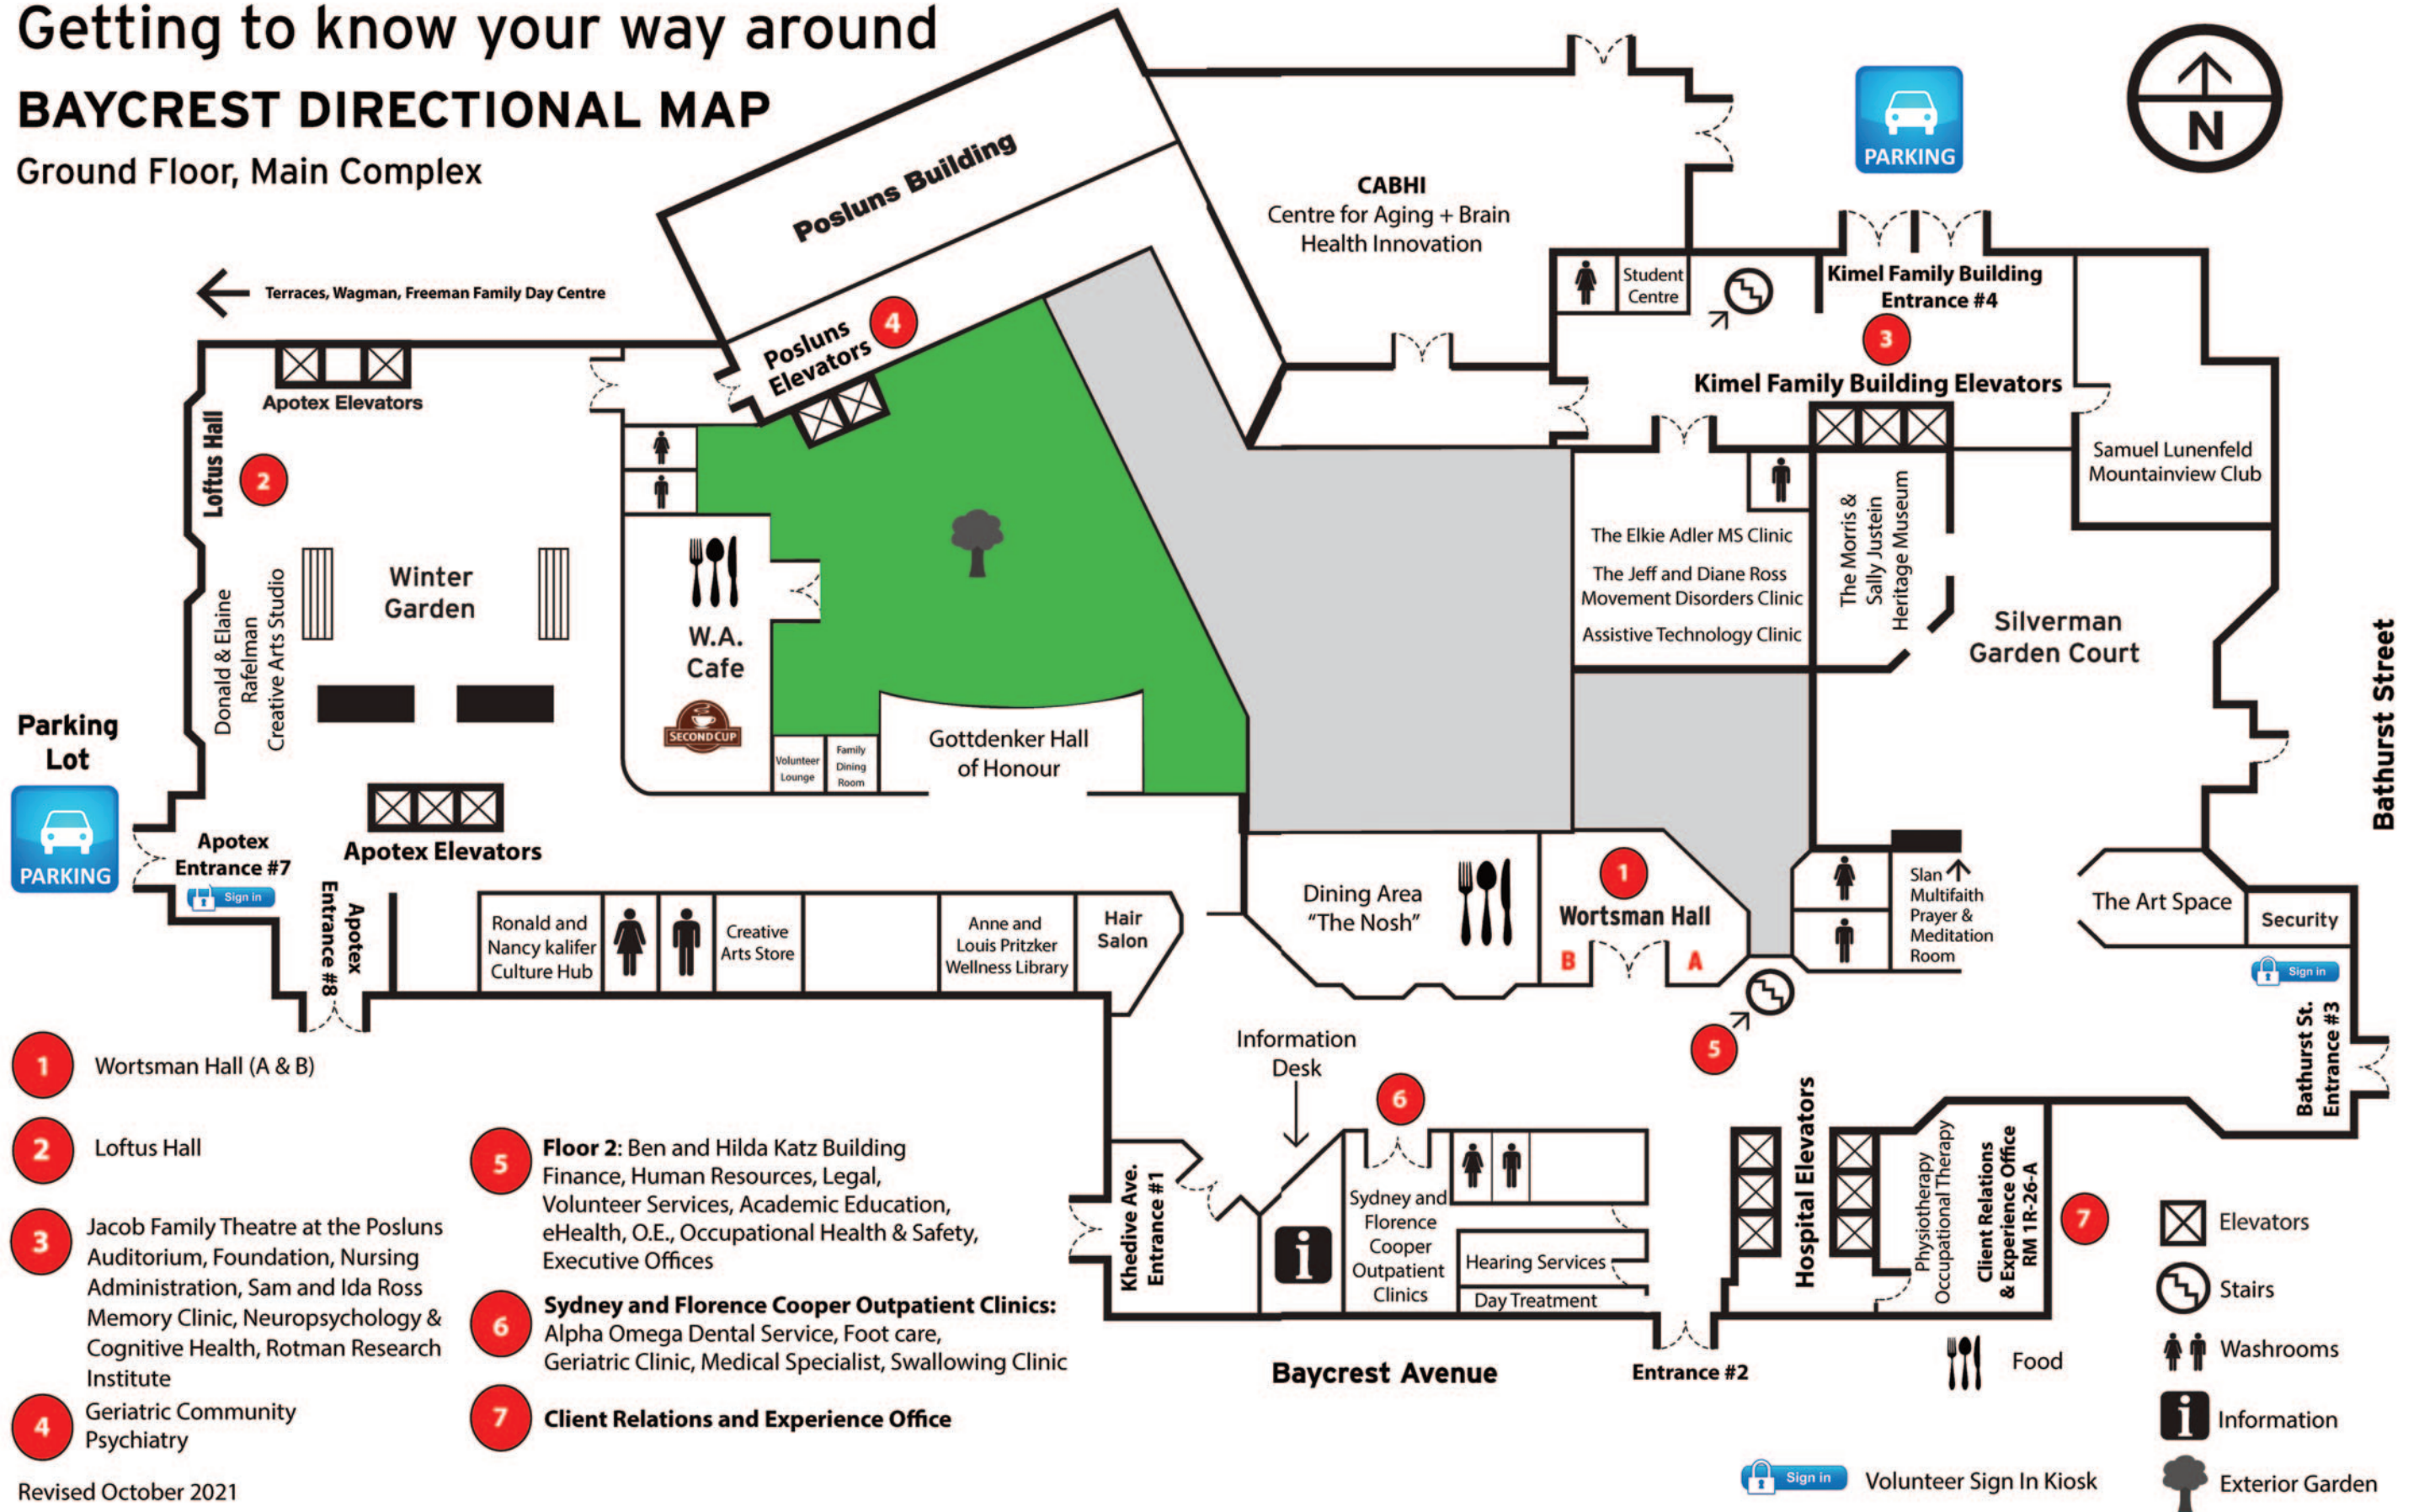 Getting to know your way around
BAYCREST DIRECTIONAL MAP
Ground Floor, Main Complex
Posluns Building
CABHI
Centre for Aging + Brain
Health Innovation
PARKING
N
Terraces, Wagman, Freeman Family Day Centre
Posluns
Elevators
4
Student
Centre
Kimel Family Building
Entrance #4
3
Kimel Family Building Elevators
Apotex Elevators
Loftus Hall
2
Samuel Lunenfeld
Mountainview Club
The Elkie Adler MS Clinic
The Jeff and Diane Ross
Movement Disorders Clinic
Assistive Technology Clinic
The Morris &
Sally Justein
Heritage Museum
Silverman
Garden Court
Bathurst Street
Donald & Elaine
Rafelman
Creative Arts Studio
Winter
Garden
W.A.
Cafe
SECOND CUP
Volunteer
Lounge
Family
Dining
Room
Gottdenker Hall
of Honour
Parking
Lot
PARKING
Apotex
Entrance #7
Sign in
Apotex Elevators
Apotex
Entrance #8
Ronald and
Nancy kalifer
Culture Hub
Creative
Arts Store
Anne and
Louis Pritzker
Wellness Library
Hair
Salon
Dining Area
"The Nosh"
1
Wortsman Hall
B
A
Slan
Multifaith
Prayer &
Meditation
Room
The Art Space
Security
Sign in
Bathurst St.
Entrance #3
5
Information
Desk
6
Khedive Ave.
Entrance #1
i
Sydney and
Florence
Cooper
Outpatient
Clinics
Hearing Services
Day Treatment
Hospital Elevators
Physiotherapy
Occupational Therapy
Client Relations
& Experience Office
RM 1R-26-A
7
Baycrest Avenue
Entrance #2
1 Wortsman Hall (A & B)
2 Loftus Hall
3 Jacob Family Theatre at the Posluns
Auditorium, Foundation, Nursing
Administration, Sam and Ida Ross
Memory Clinic, Neuropsychology &
Cognitive Health, Rotman Research
Institute
4 Geriatric Community
Psychiatry
5 Floor 2: Ben and Hilda Katz Building
Finance, Human Resources, Legal,
Volunteer Services, Academic Education,
eHealth, O.E., Occupational Health & Safety,
Executive Offices
6 Sydney and Florence Cooper Outpatient Clinics:
Alpha Omega Dental Service, Foot care,
Geriatric Clinic, Medical Specialist, Swallowing Clinic
7 Client Relations and Experience Office
Elevators
Stairs
Washrooms
Food
i Information
Sign in Volunteer Sign In Kiosk
Exterior Garden
Revised October 2021